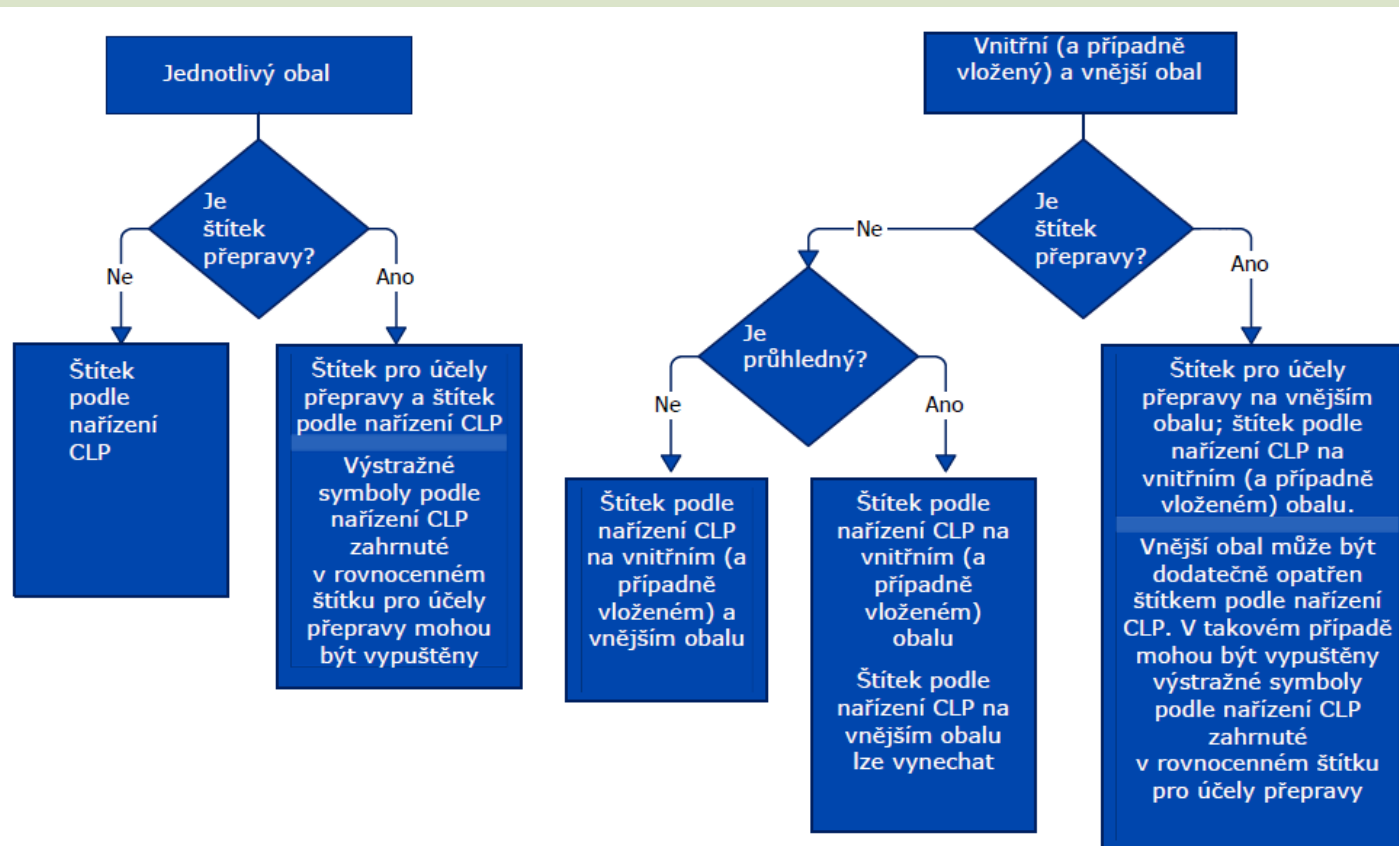 Jednotlivý obal
Je
štítek
přepravy?
Ne
Ano
Štítek
podle
nařízení
CLP
Štítek pro účely
přepravy a štítek
podle nařízení CLP
Výstražné
symboly podle
nařízení CLP
zahrnuté
v rovnocenném
štítku pro účely
přepravy mohou
být vypuštěny
Vnitřní (a případně
vložený) a vnější obal
Je
štítek
přepravy?
Ne
Ano
Je
průhledný?
Ne
Ano
Štítek podle
nařízení CLP
na vnitřním (a
případně
vloženém) a
vnějším obalu
Štítek podle
nařízení CLP na
vnitřním (a
případně
vloženém)
obalu
Štítek podle
nařízení CLP na
vnějším obalu
lze vynechat
Štítek pro účely
přepravy na vnějším
obalu; štítek podle
nařízení CLP na
vnitřním (a případně
vloženém) obalu.
Vnější obal může být
dodatečně opatřen
štítkem podle nařízení
CLP. V takovém případě
mohou být vypuštěny
výstražné symboly
podle nařízení CLP
zahrnuté
v rovnocenném štítku
pro účely přepravy